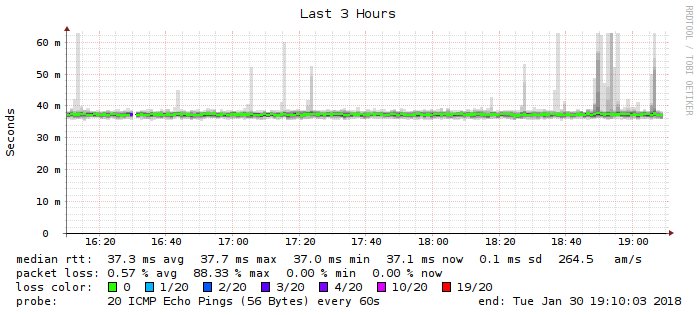 Last 3 Hours
RRDTOOL / TOBI OETIKER
Seconds
60 m
50 m
40 m
30 m
20 m
10 m
0
16:20 16:40 17:00 17:20 17:40 18:00 18:20 18:40 19:00
median rtt: 37.3 ms avg 37.7 ms max 37.0 ms min 37.1 ms now 0.1 ms sd 264.5 am/s
packet loss: 0.57 % avg 88.33 % max 0.00 % min 0.00 % now
loss color: 0 1/20 2/20 3/20 4/20 10/20 19/20
probe: 20 ICMP Echo Pings (56 Bytes) every 60s end: Tue Jan 30 19:10:03 2018